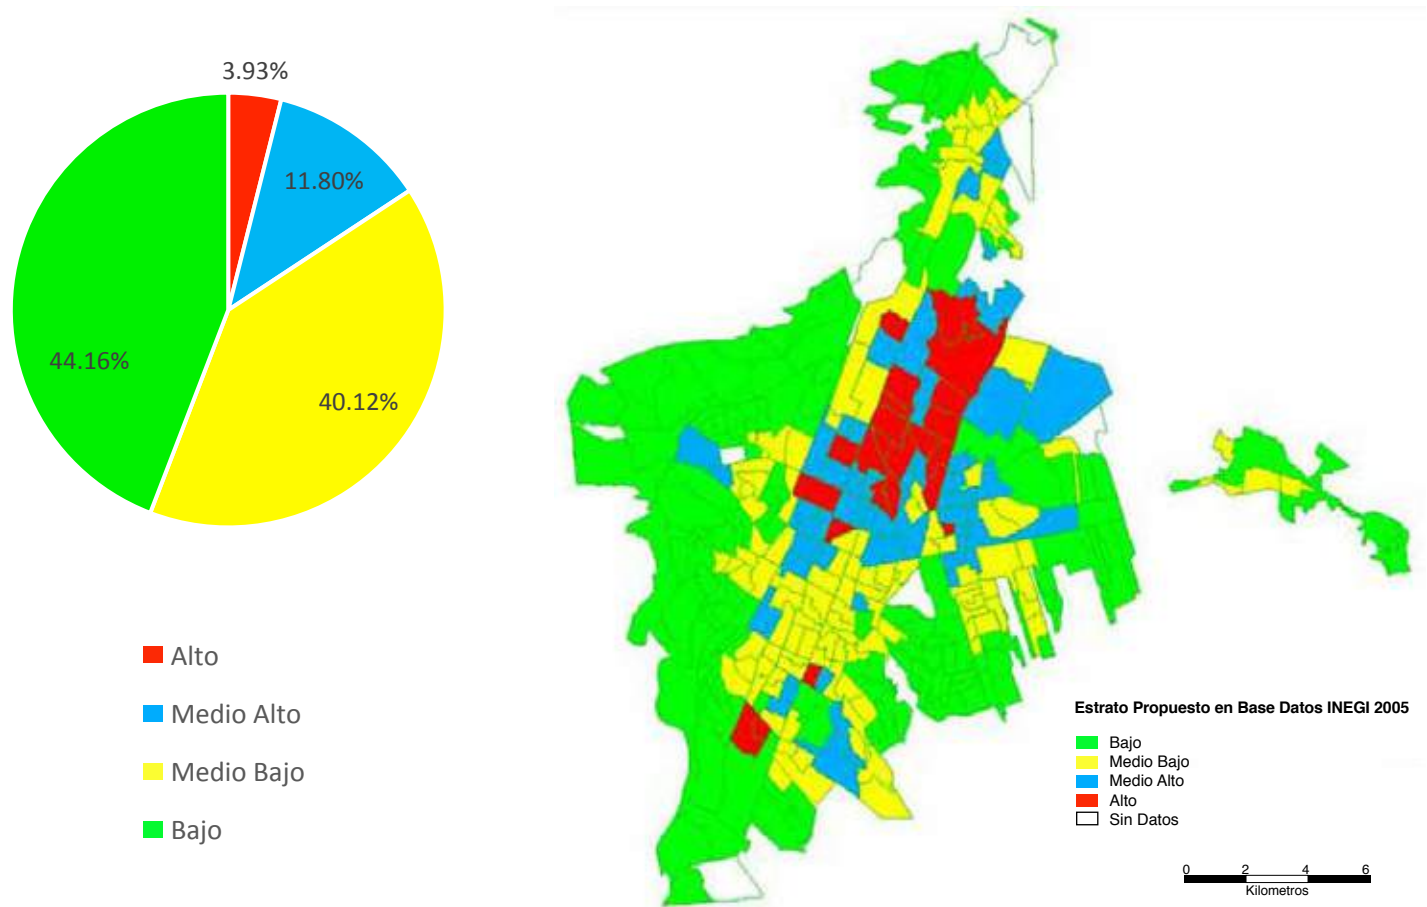 3.93%
11.80%
44.16%
40.12%
Alto
Medio Alto
Medio Bajo
Bajo
Estrato Propuesto en Base Datos INEGI 2005
Bajo
Medio Bajo
Medio Alto
Alto
Sin Datos
0 2 4 6
Kilometros